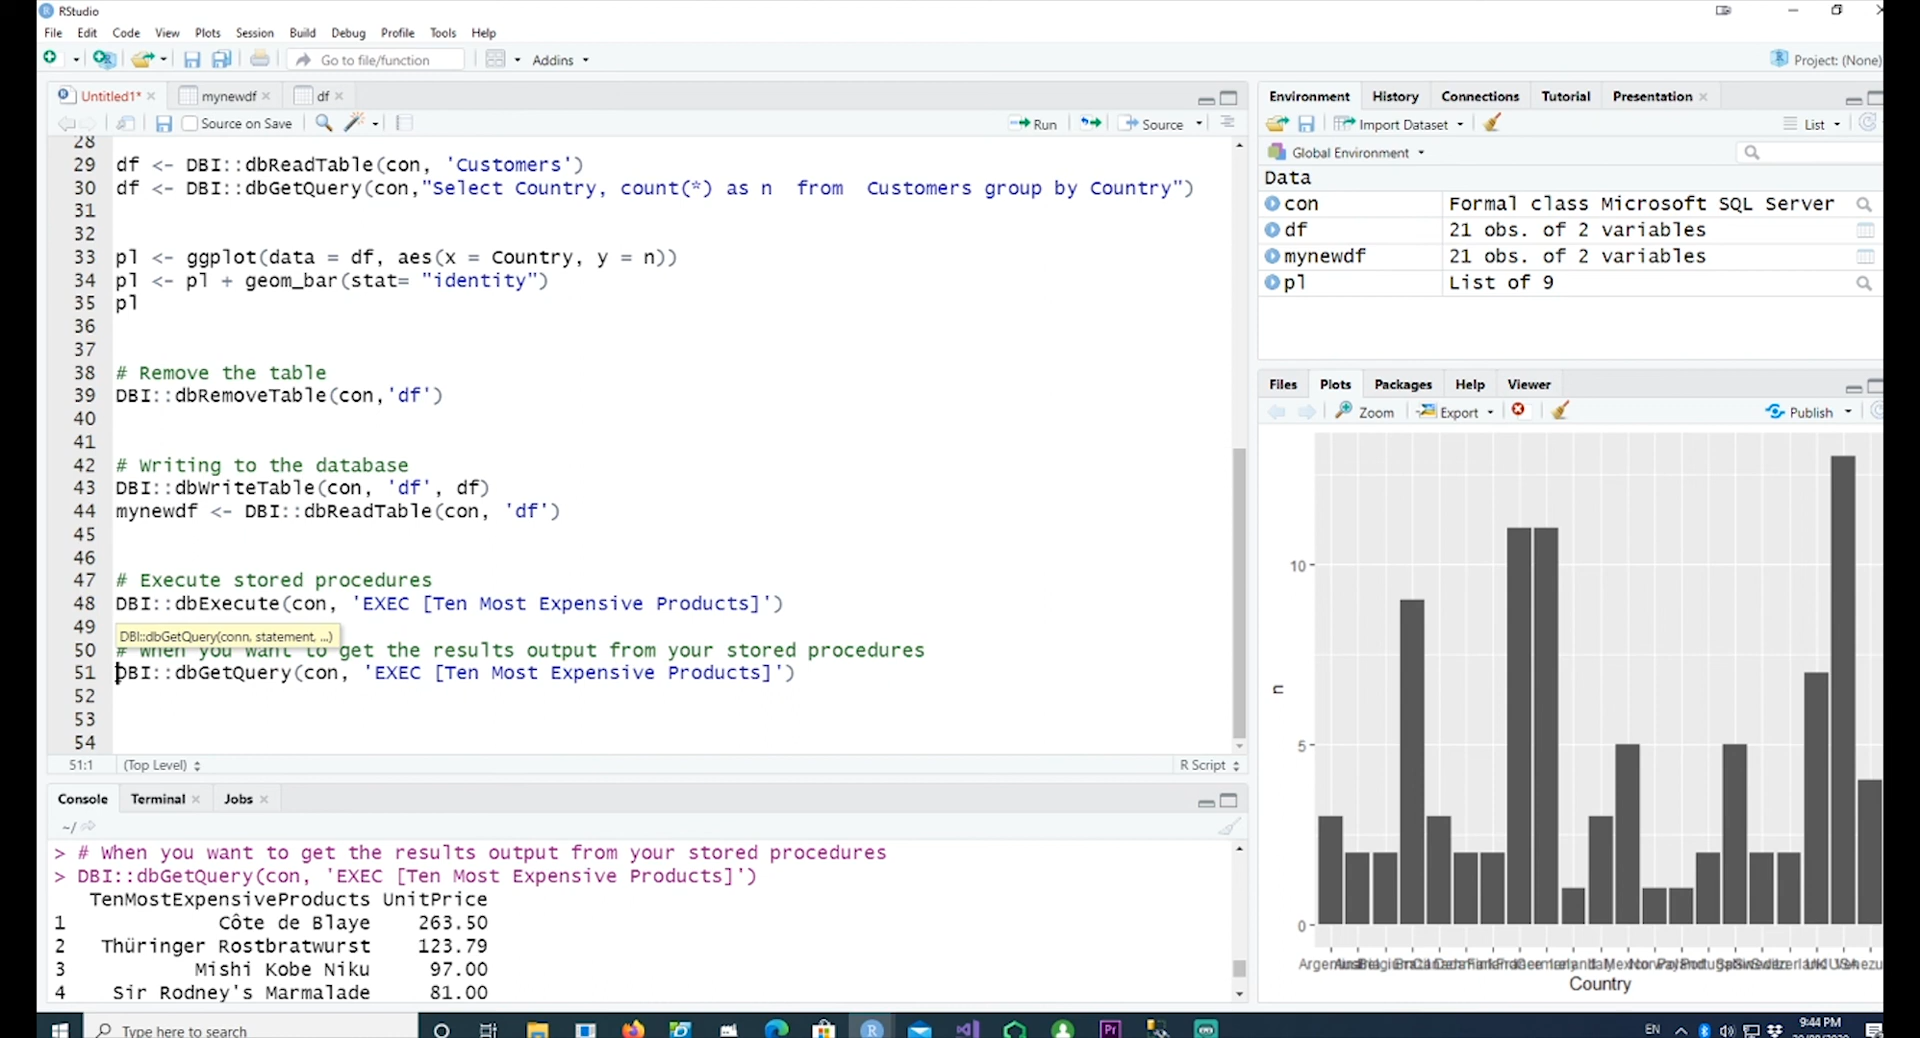 RStudio
File Edit Code View Plots Session Build Debug Profile Tools Help
Go to file/function Addins Project: (None)
Untitled1* mynewdf df
Source on Save Run Source
28
29 df <- DBI::dbReadTable(con, 'Customers')
30 df <- DBI::dbGetQuery(con,"Select Country, count(*) as n  from  Customers group by Country")
31
32
33 pl <- ggplot(data = df, aes(x = Country, y = n))
34 pl <- pl + geom_bar(stat= "identity")
35 pl
36
37
38 # Remove the table
39 DBI::dbRemoveTable(con,'df')
40
41
42 # Writing to the database
43 DBI::dbWriteTable(con, 'df', df)
44 mynewdf <- DBI::dbReadTable(con, 'df')
45
46
47 # Execute stored procedures
48 DBI::dbExecute(con, 'EXEC [Ten Most Expensive Products]')
49
DBI::dbGetQuery(conn, statement, ...)
50 # When you want to get the results output from your stored procedures
51 DBI::dbGetQuery(con, 'EXEC [Ten Most Expensive Products]')
52
53
54
51:1 (Top Level) R Script
Console Terminal Jobs
~/
> # When you want to get the results output from your stored procedures
> DBI::dbGetQuery(con, 'EXEC [Ten Most Expensive Products]')
TenMostExpensiveProducts UnitPrice
1 Côte de Blaye 263.50
2 Thüringer Rostbratwurst 123.79
3 Mishi Kobe Niku 97.00
4 Sir Rodney's Marmalade 81.00
Environment History Connections Tutorial Presentation
Import Dataset List
Global Environment
Data
con Formal class Microsoft SQL Server
df 21 obs. of 2 variables
mynewdf 21 obs. of 2 variables
pl List of 9
Files Plots Packages Help Viewer
Zoom Export Publish
10
n
5
0
Country
Type here to search
EN 9:44 PM